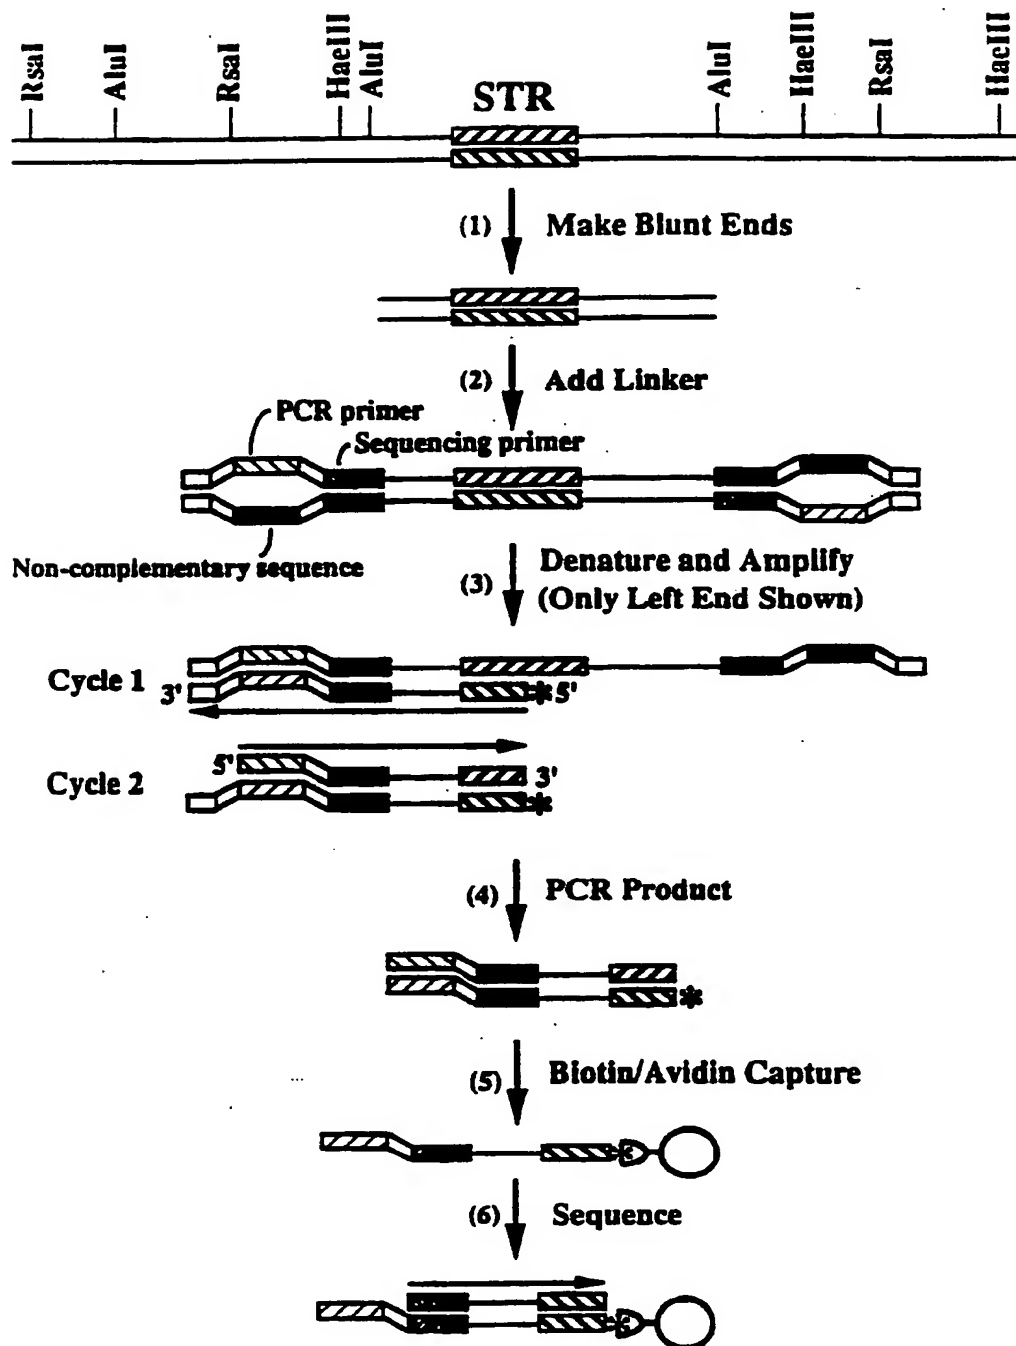 RsaI AluI RsaI HaeIII AluI STR AluI HaeIII RsaI HaeIII
(1) Make Blunt Ends
(2) Add Linker
PCR primer
Sequencing primer
Non-complementary sequence
(3) Denature and Amplify
(Only Left End Shown)
Cycle 1
3' * 5'
5'
Cycle 2 3'
*
(4) PCR Product
*
(5) Biotin/Avidin Capture
(6) Sequence